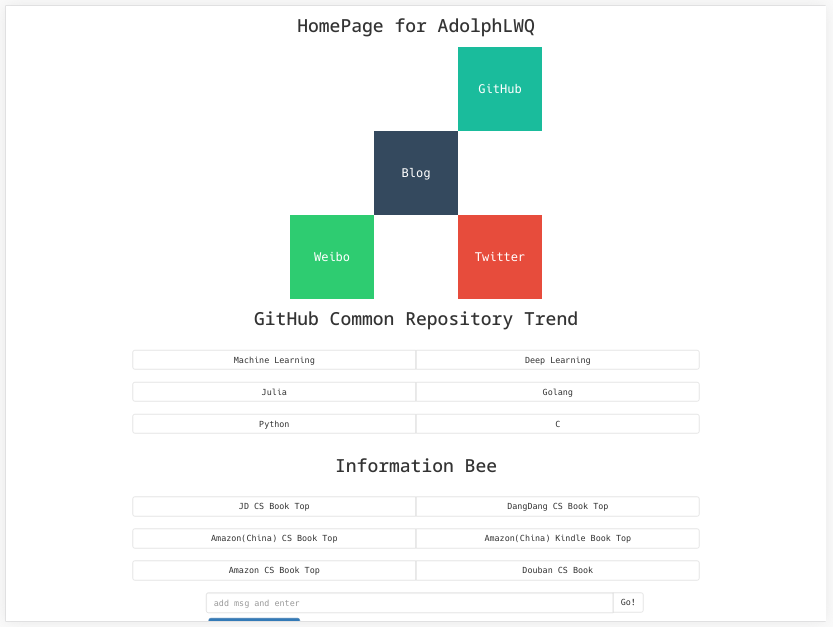 HomePage for AdolphLWQ
GitHub
Blog
Weibo Twitter
GitHub Common Repository Trend
Machine Learning Deep Learning
Julia Golang
Python C
Information Bee
JD CS Book Top DangDang CS Book Top
Amazon(China) CS Book Top Amazon(China) Kindle Book Top
Amazon CS Book Top Douban CS Book
add msg and enter Go!